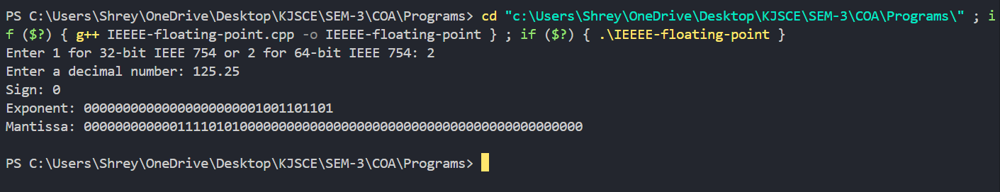 PS C:\Users\Shrey\OneDrive\Desktop\KJSCE\SEM-3\COA\Programs> cd "c:\Users\Shrey\OneDrive\Desktop\KJSCE\SEM-3\COA\Programs\" ; i
f ($?) { g++ IEEEE-floating-point.cpp -o IEEEE-floating-point } ; if ($?) { .\IEEEE-floating-point }
Enter 1 for 32-bit IEEE 754 or 2 for 64-bit IEEE 754: 2
Enter a decimal number: 125.25
Sign: 0
Exponent: 00000000000000000000001001101101
Mantissa: 0000000000001111010100000000000000000000000000000000000000000000
PS C:\Users\Shrey\OneDrive\Desktop\KJSCE\SEM-3\COA\Programs>